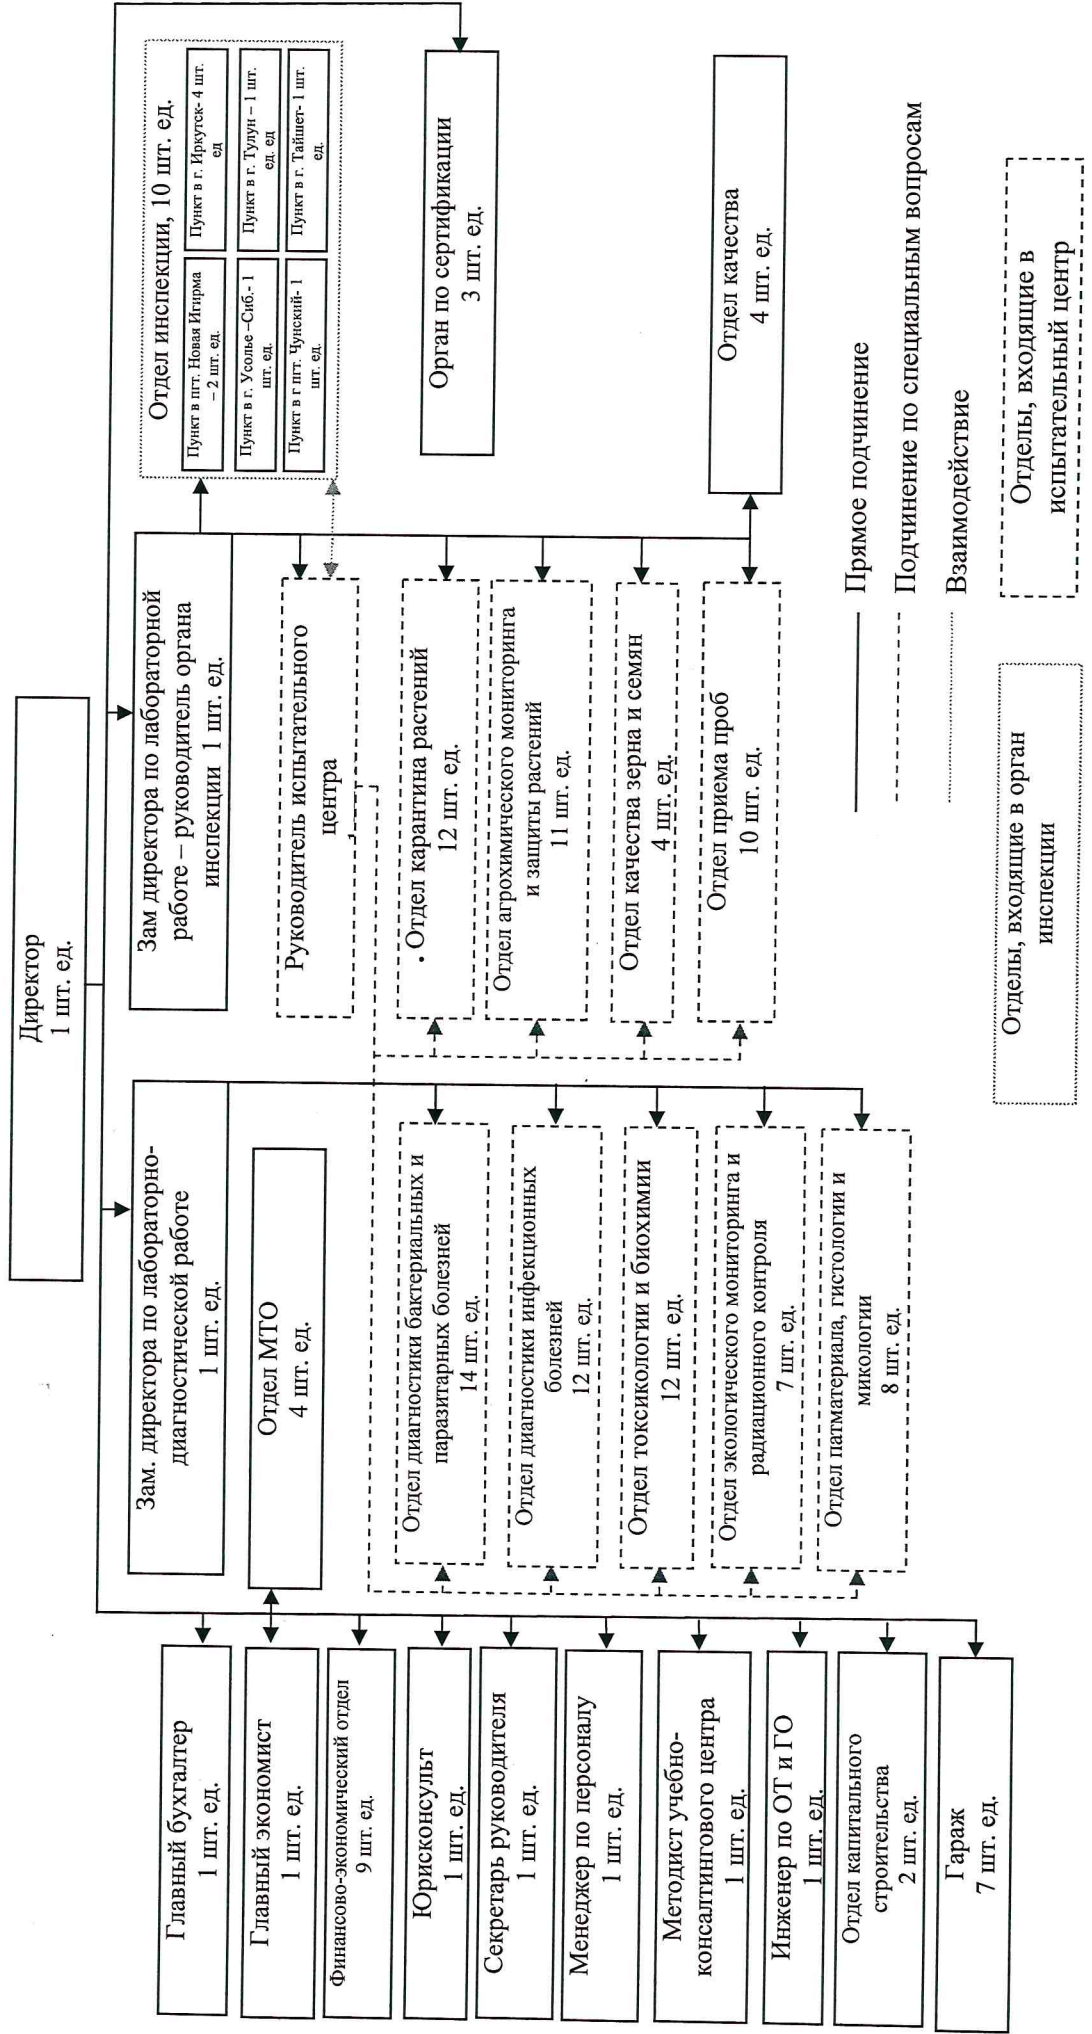 Директор
1 шт. ед.
Главный бухгалтер
1 шт. ед.
Главный экономист
1 шт. ед.
Финансово-экономический отдел
9 шт. ед.
Юрисконсульт
1 шт. ед.
Секретарь руководителя
1 шт. ед.
Менеджер по персоналу
1 шт. ед.
Методист учебно-
консалтингового центра
1 шт. ед.
Инженер по ОТ и ГО
1 шт. ед.
Отдел капитального
строительства
2 шт. ед.
Гараж
7 шт. ед.
Зам. директора по лабораторно-
диагностической работе
1 шт. ед.
Отдел МТО
4 шт. ед.
Отдел диагностики бактериальных и
паразитарных болезней
14 шт. ед.
Отдел диагностики инфекционных
болезней
12 шт. ед.
Отдел токсикологии и биохимии
12 шт. ед.
Отдел экологического мониторинга и
радиационного контроля
7 шт. ед.
Отдел патматериала, гистологии и
микологии
8 шт. ед.
Зам директора по лабораторной
работе – руководитель органа
инспекции 1 шт. ед.
Руководитель испытательного
центра
. Отдел карантина растений
12 шт. ед.
Отдел агрохимического мониторинга
и защиты растений
11 шт. ед.
Отдел качества зерна и семян
4 шт. ед.
Отдел приема проб
10 шт. ед.
Отдел инспекции, 10 шт. ед.
Пункт в пгт. Новая Игирма
– 2 шт. ед.
Пункт в г. Иркутск- 4 шт.
ед
Пункт в г. Усолье –Сиб.- 1
шт. ед.
Пункт в г. Тулун – 1 шт.
ед. ед
Пункт в г пгт. Чунский- 1
шт. ед.
Пункт в г. Тайшет- 1 шт.
ед.
Орган по сертификации
3 шт. ед.
Отдел качества
4 шт. ед.
Прямое подчинение
Подчинение по специальным вопросам
Взаимодействие
Отделы, входящие в орган
инспекции
Отделы, входящие в
испытательный центр